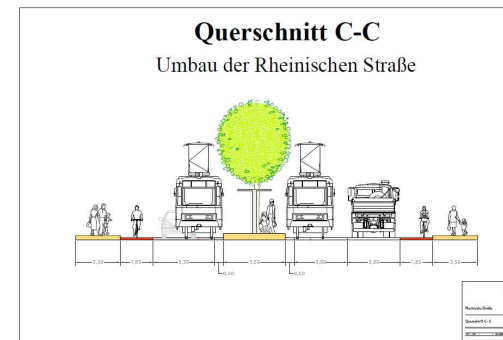 Querschnitt C-C
Umbau der Rheinischen Straße
2,50 1,85 3,50 3,50 3,50 3,00 1,85 2,50
0,50 0,50
Rheinische Straße
Querschnitt C - C